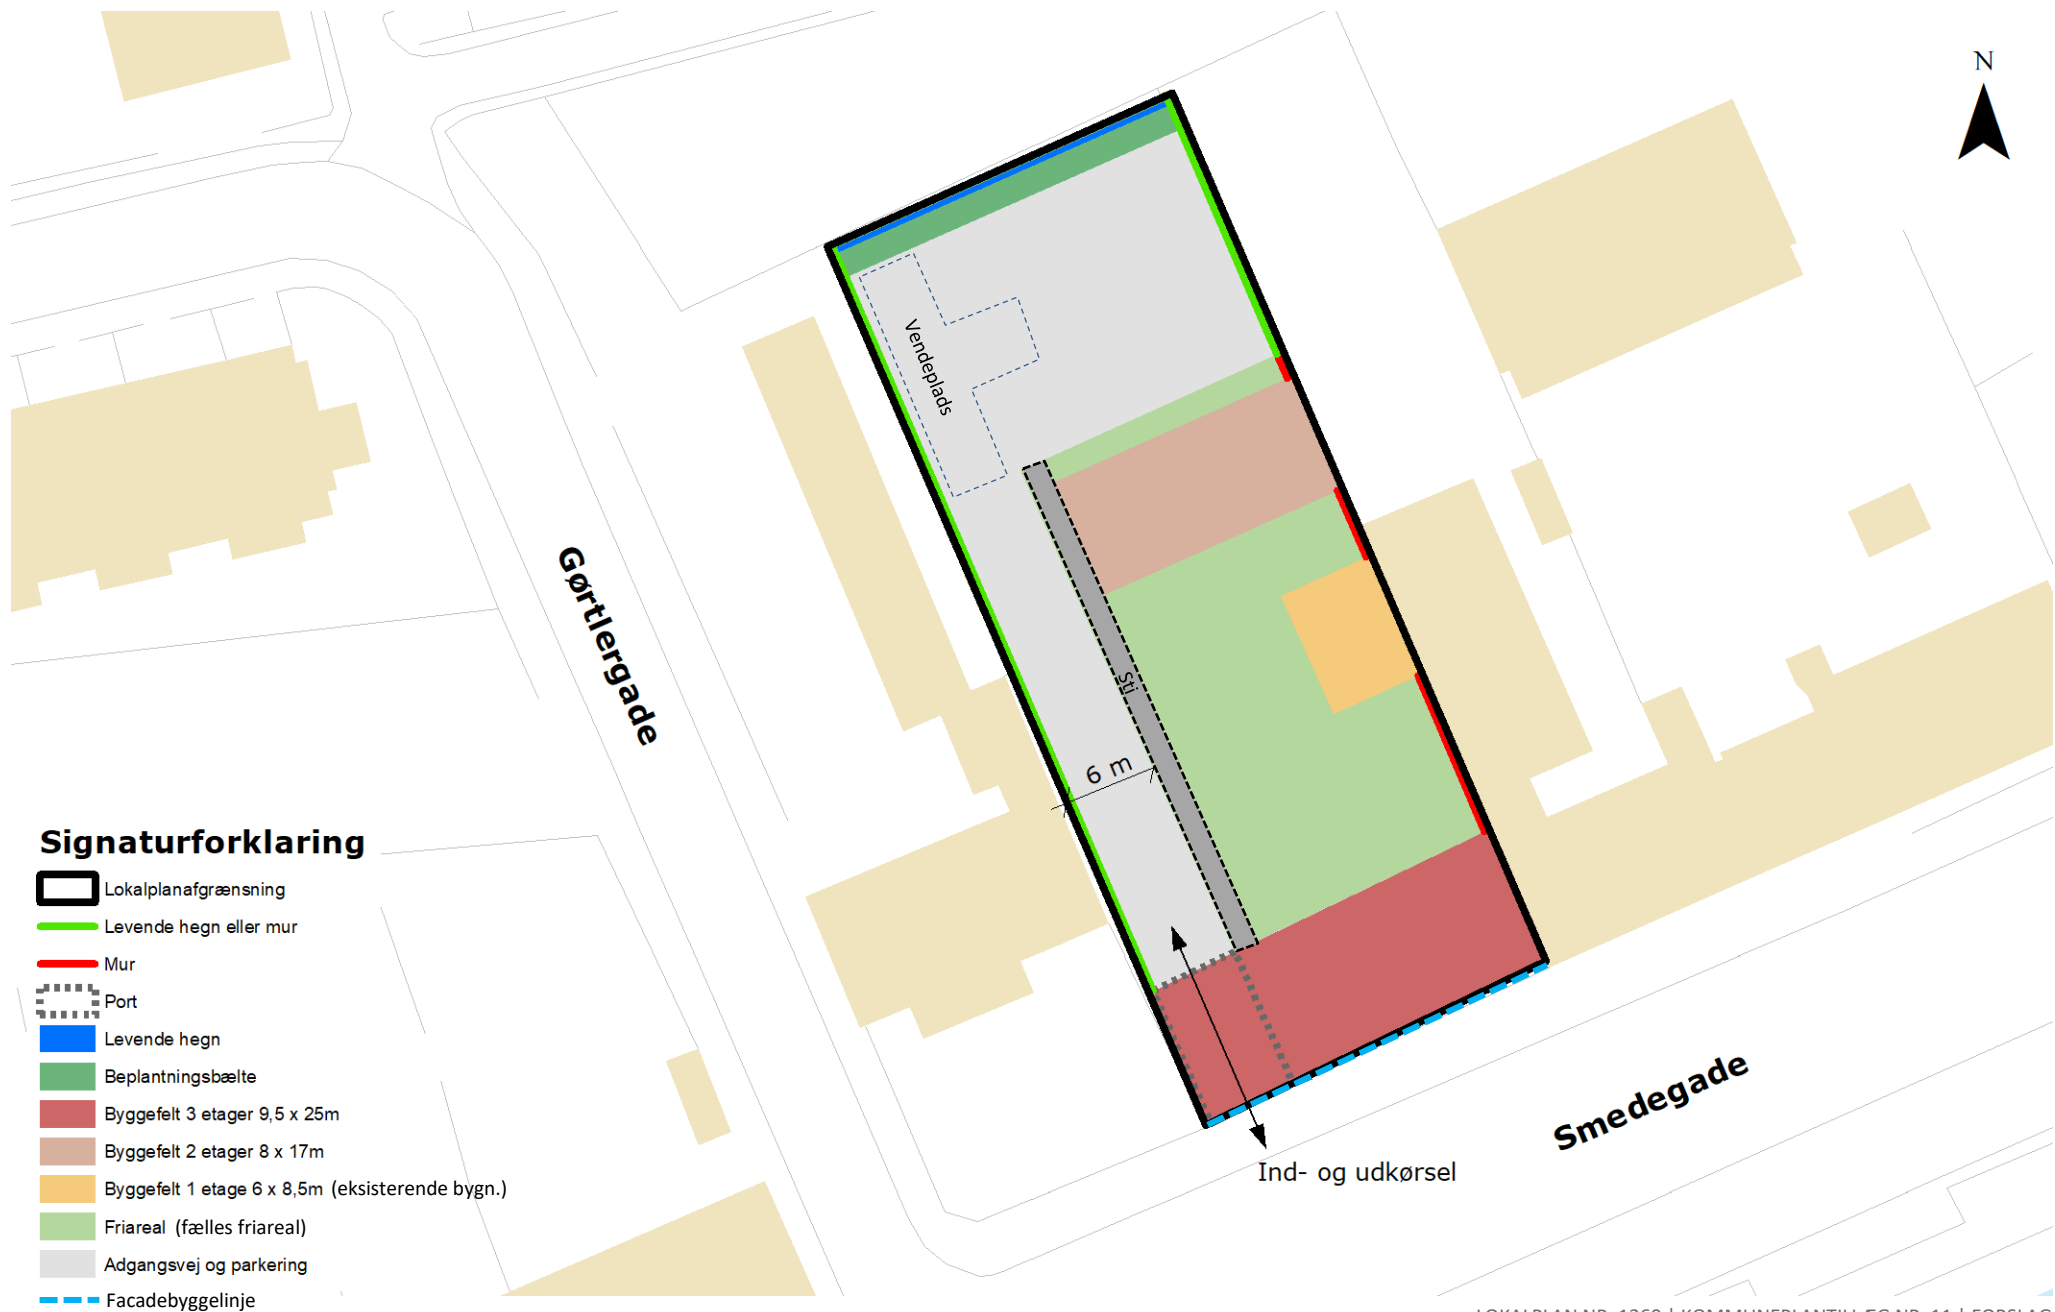 N
Vendeplads
Gørtlergade
Sti
6 m
Smedegade
Ind- og udkørsel
Signaturforklaring
Lokalplanafgrænsning
Levende hegn eller mur
Mur
Port
Levende hegn
Beplantningsbælte
Byggefelt 3 etager 9,5 x 25m
Byggefelt 2 etager 8 x 17m
Byggefelt 1 etage 6 x 8,5m (eksisterende bygn.)
Friareal (fælles friareal)
Adgangsvej og parkering
Facadebyggelinje